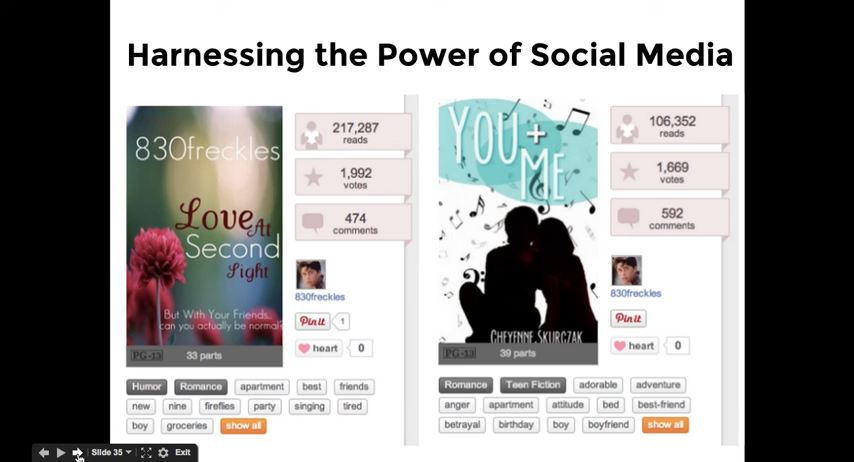 Harnessing the Power of Social Media
830freckles
Love At
Second
Sight
But With Your Friends...
can you actually be normal?
PG-13
33 parts
217,287
reads
1,992
votes
474
comments
830freckles
Pin it
1
heart
0
Humor
Romance
apartment
best
friends
new
nine
fireflies
party
singing
tired
boy
groceries
show all
YOU +
ME
CHEYENNE SKURCZAK
PG-13
39 parts
106,352
reads
1,669
votes
592
comments
830freckles
Pin it
heart
0
Romance
Teen Fiction
adorable
adventure
anger
apartment
attitude
bed
best-friend
betrayal
birthday
boy
boyfriend
show all
Slide 35
Exit